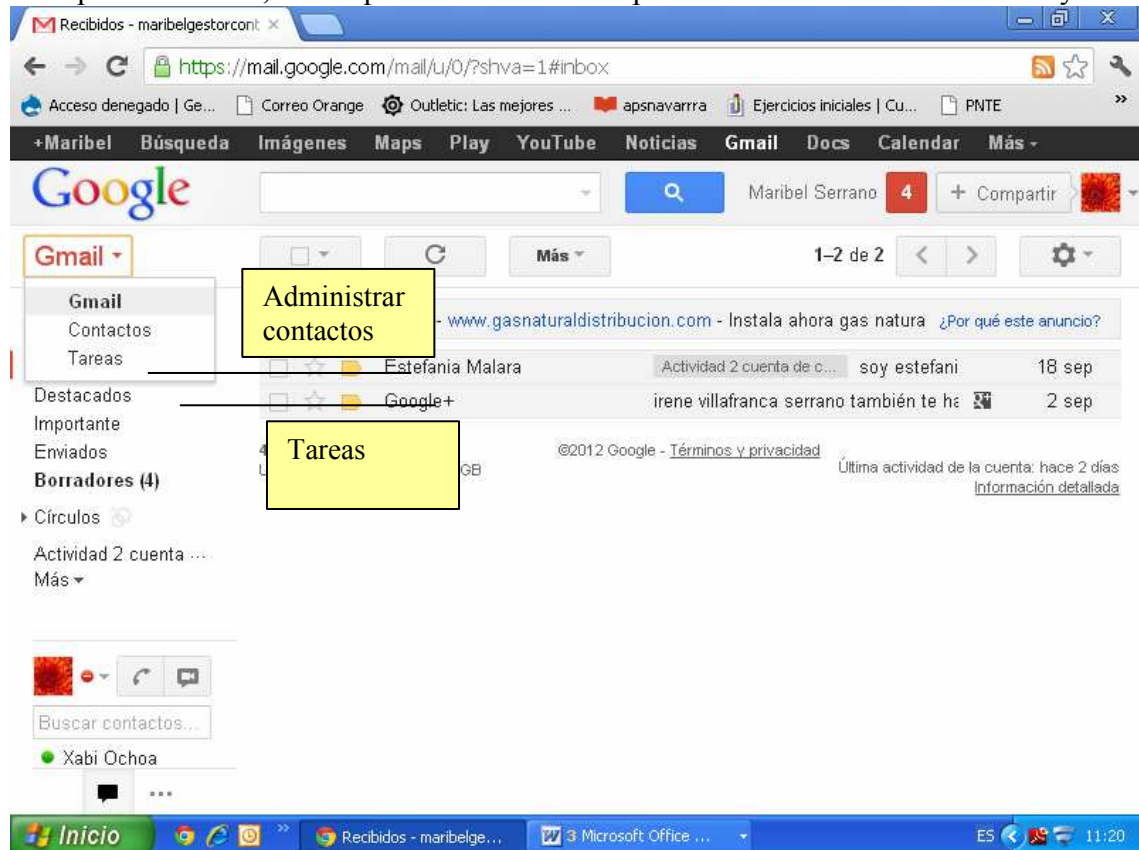 Recibidos - maribelgestorcont ×
https://mail.google.com/mail/u/0/?shva=1#inbox
Acceso denegado | Ge... Correo Orange Outletic: Las mejores ... apsnavarrra Ejercicios iniciales | Cu... PNTE »
+Maribel Búsqueda Imágenes Maps Play YouTube Noticias Gmail Docs Calendar Más
Google Maribel Serrano 4 + Compartir
Gmail Más 1–2 de 2
Gmail
Contactos
Tareas
Administrar
contactos
- www.gasnaturaldistribucion.com - Instala ahora gas natura ¿Por qué este anuncio?
Estefania Malara Actividad 2 cuenta de c... soy estefani 18 sep
Destacados
Google+ irene villafranca serrano también te ha 2 sep
Importante
Enviados
Borradores (4)
Círculos
Actividad 2 cuenta ...
Más
Tareas
GB
©2012 Google - Términos y privacidad
Última actividad de la cuenta: hace 2 días
Información detallada
Buscar contactos...
Xabi Ochoa
...
Inicio » Recibidos - maribelge... 3 Microsoft Office ... ES 11:20